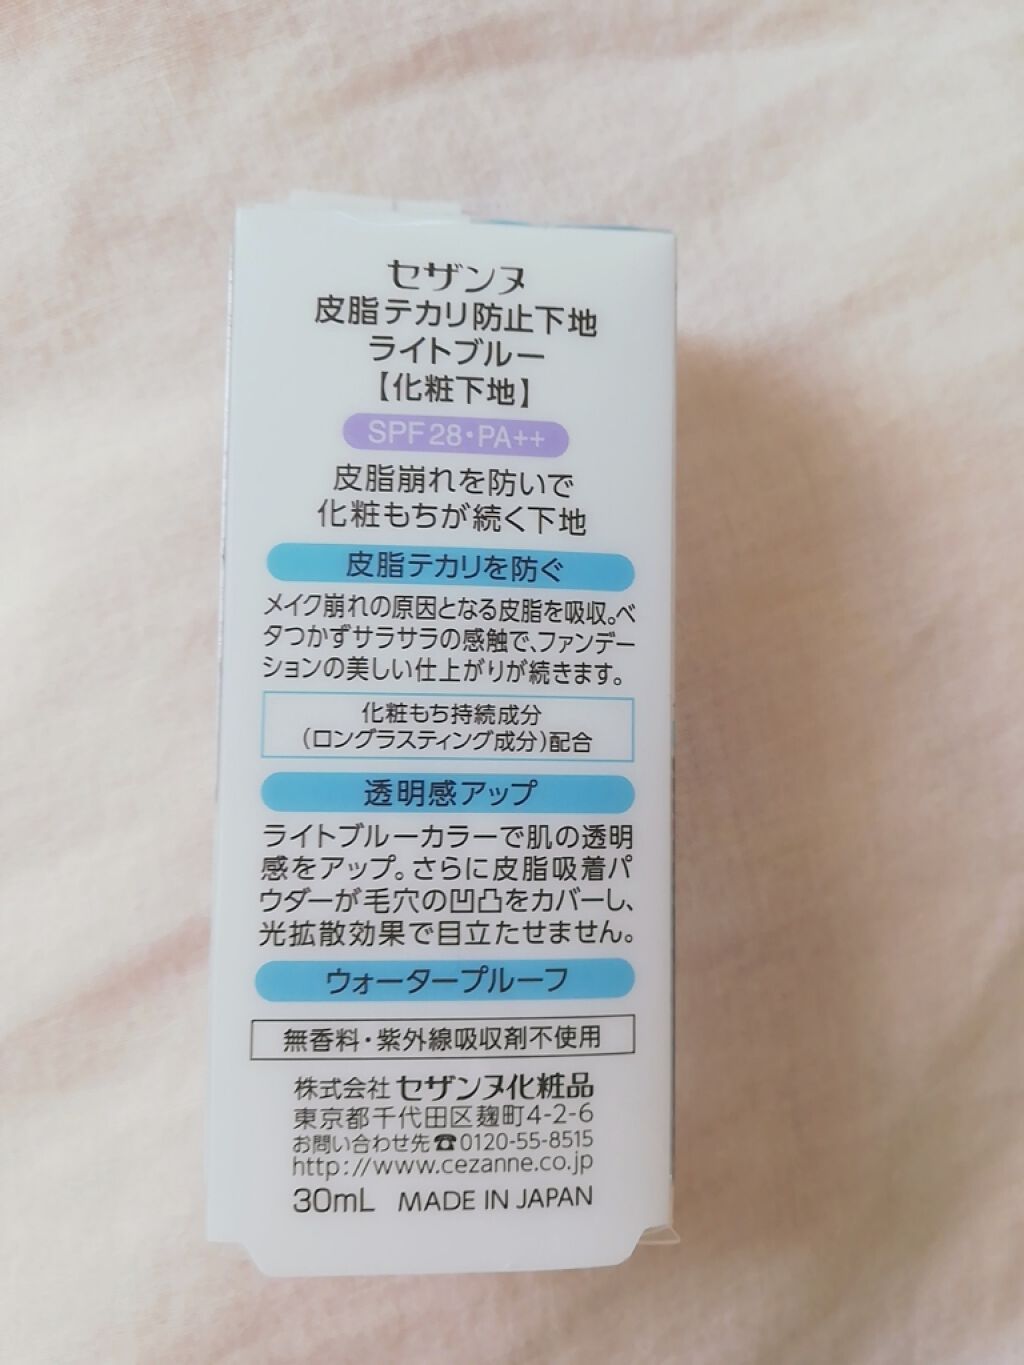 セザンヌ
皮脂テカリ防止下地
ライトブルー
【化粧下地】
SPF28・PA++
皮脂崩れを防いで
化粧もちが続く下地
皮脂テカリを防ぐ
メイク崩れの原因となる皮脂を吸収。ベ
タつかずサラサラの感触で、ファンデー
ションの美しい仕上がりが続きます。
化粧もち持続成分
（ロングラスティング成分）配合
透明感アップ
ライトブルーカラーで肌の透明
感をアップ。さらに皮脂吸着パ
ウダーが毛穴の凹凸をカバーし、
光拡散効果で目立たせません。
ウォータープルーフ
無香料・紫外線吸収剤不使用
株式会社 セザンヌ化粧品
東京都千代田区麹町4-2-6
お問い合わせ先☎0120-55-8515
http://www.cezanne.co.jp
30mL MADE IN JAPAN